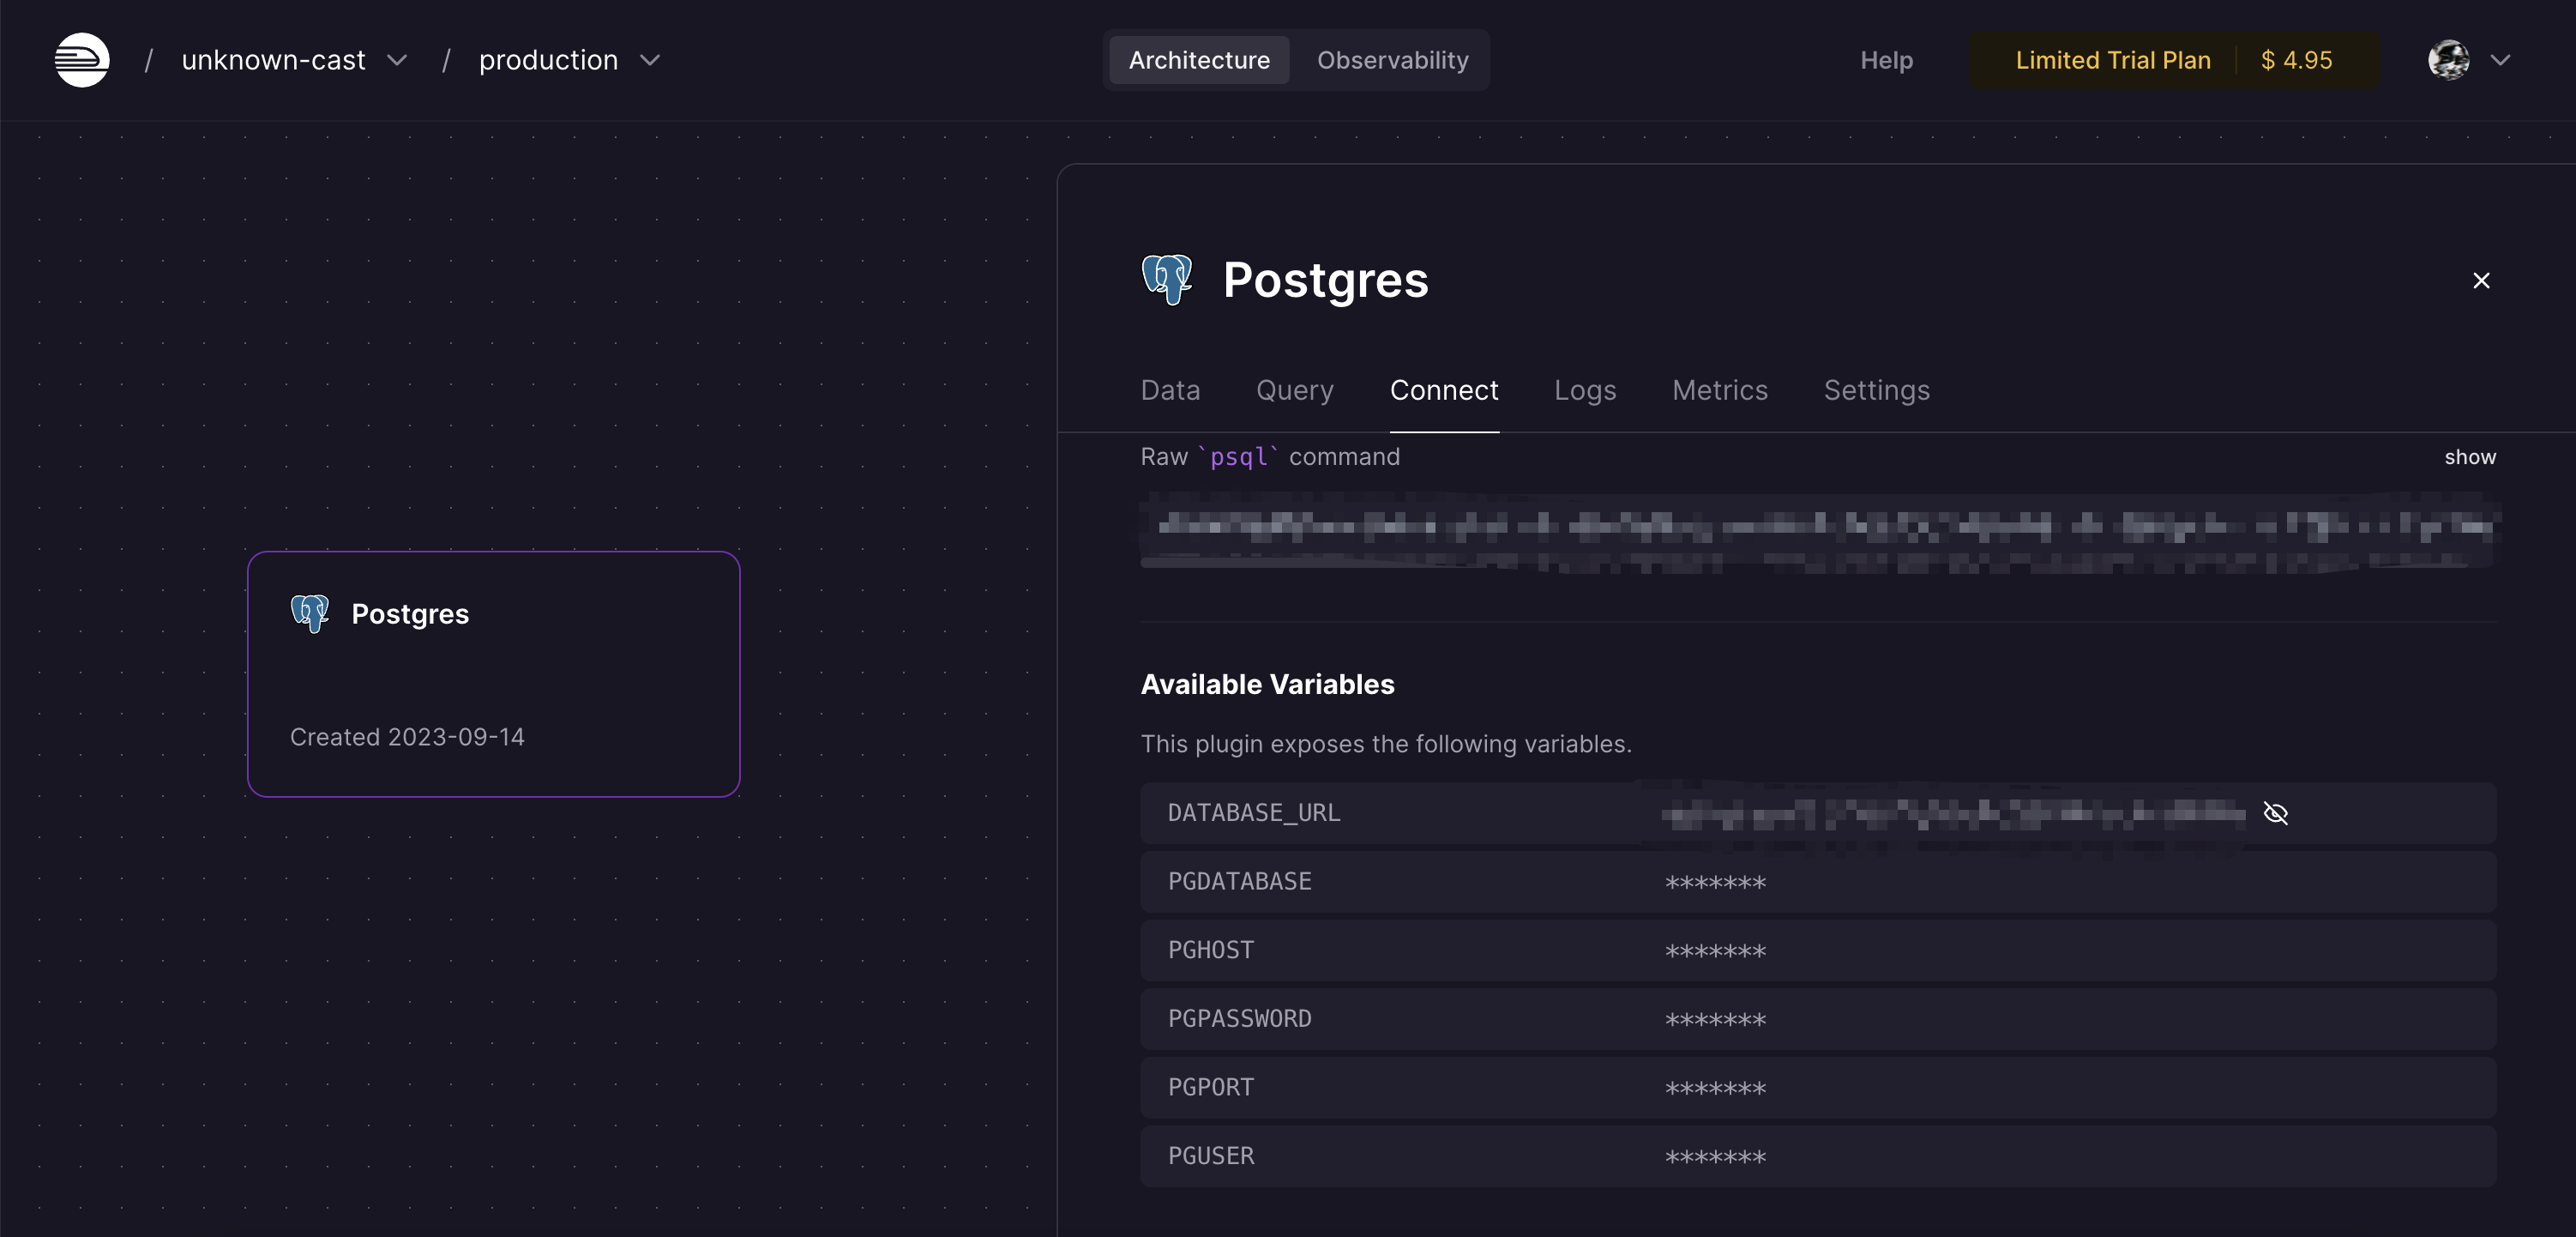 / unknown-cast / production
Architecture Observability
Help
Limited Trial Plan $ 4.95
Postgres
Created 2023-09-14
Postgres
Data Query Connect Logs Metrics Settings
Raw `psql` command show
Available Variables
This plugin exposes the following variables.
DATABASE_URL
PGDATABASE *******
PGHOST *******
PGPASSWORD *******
PGPORT *******
PGUSER *******